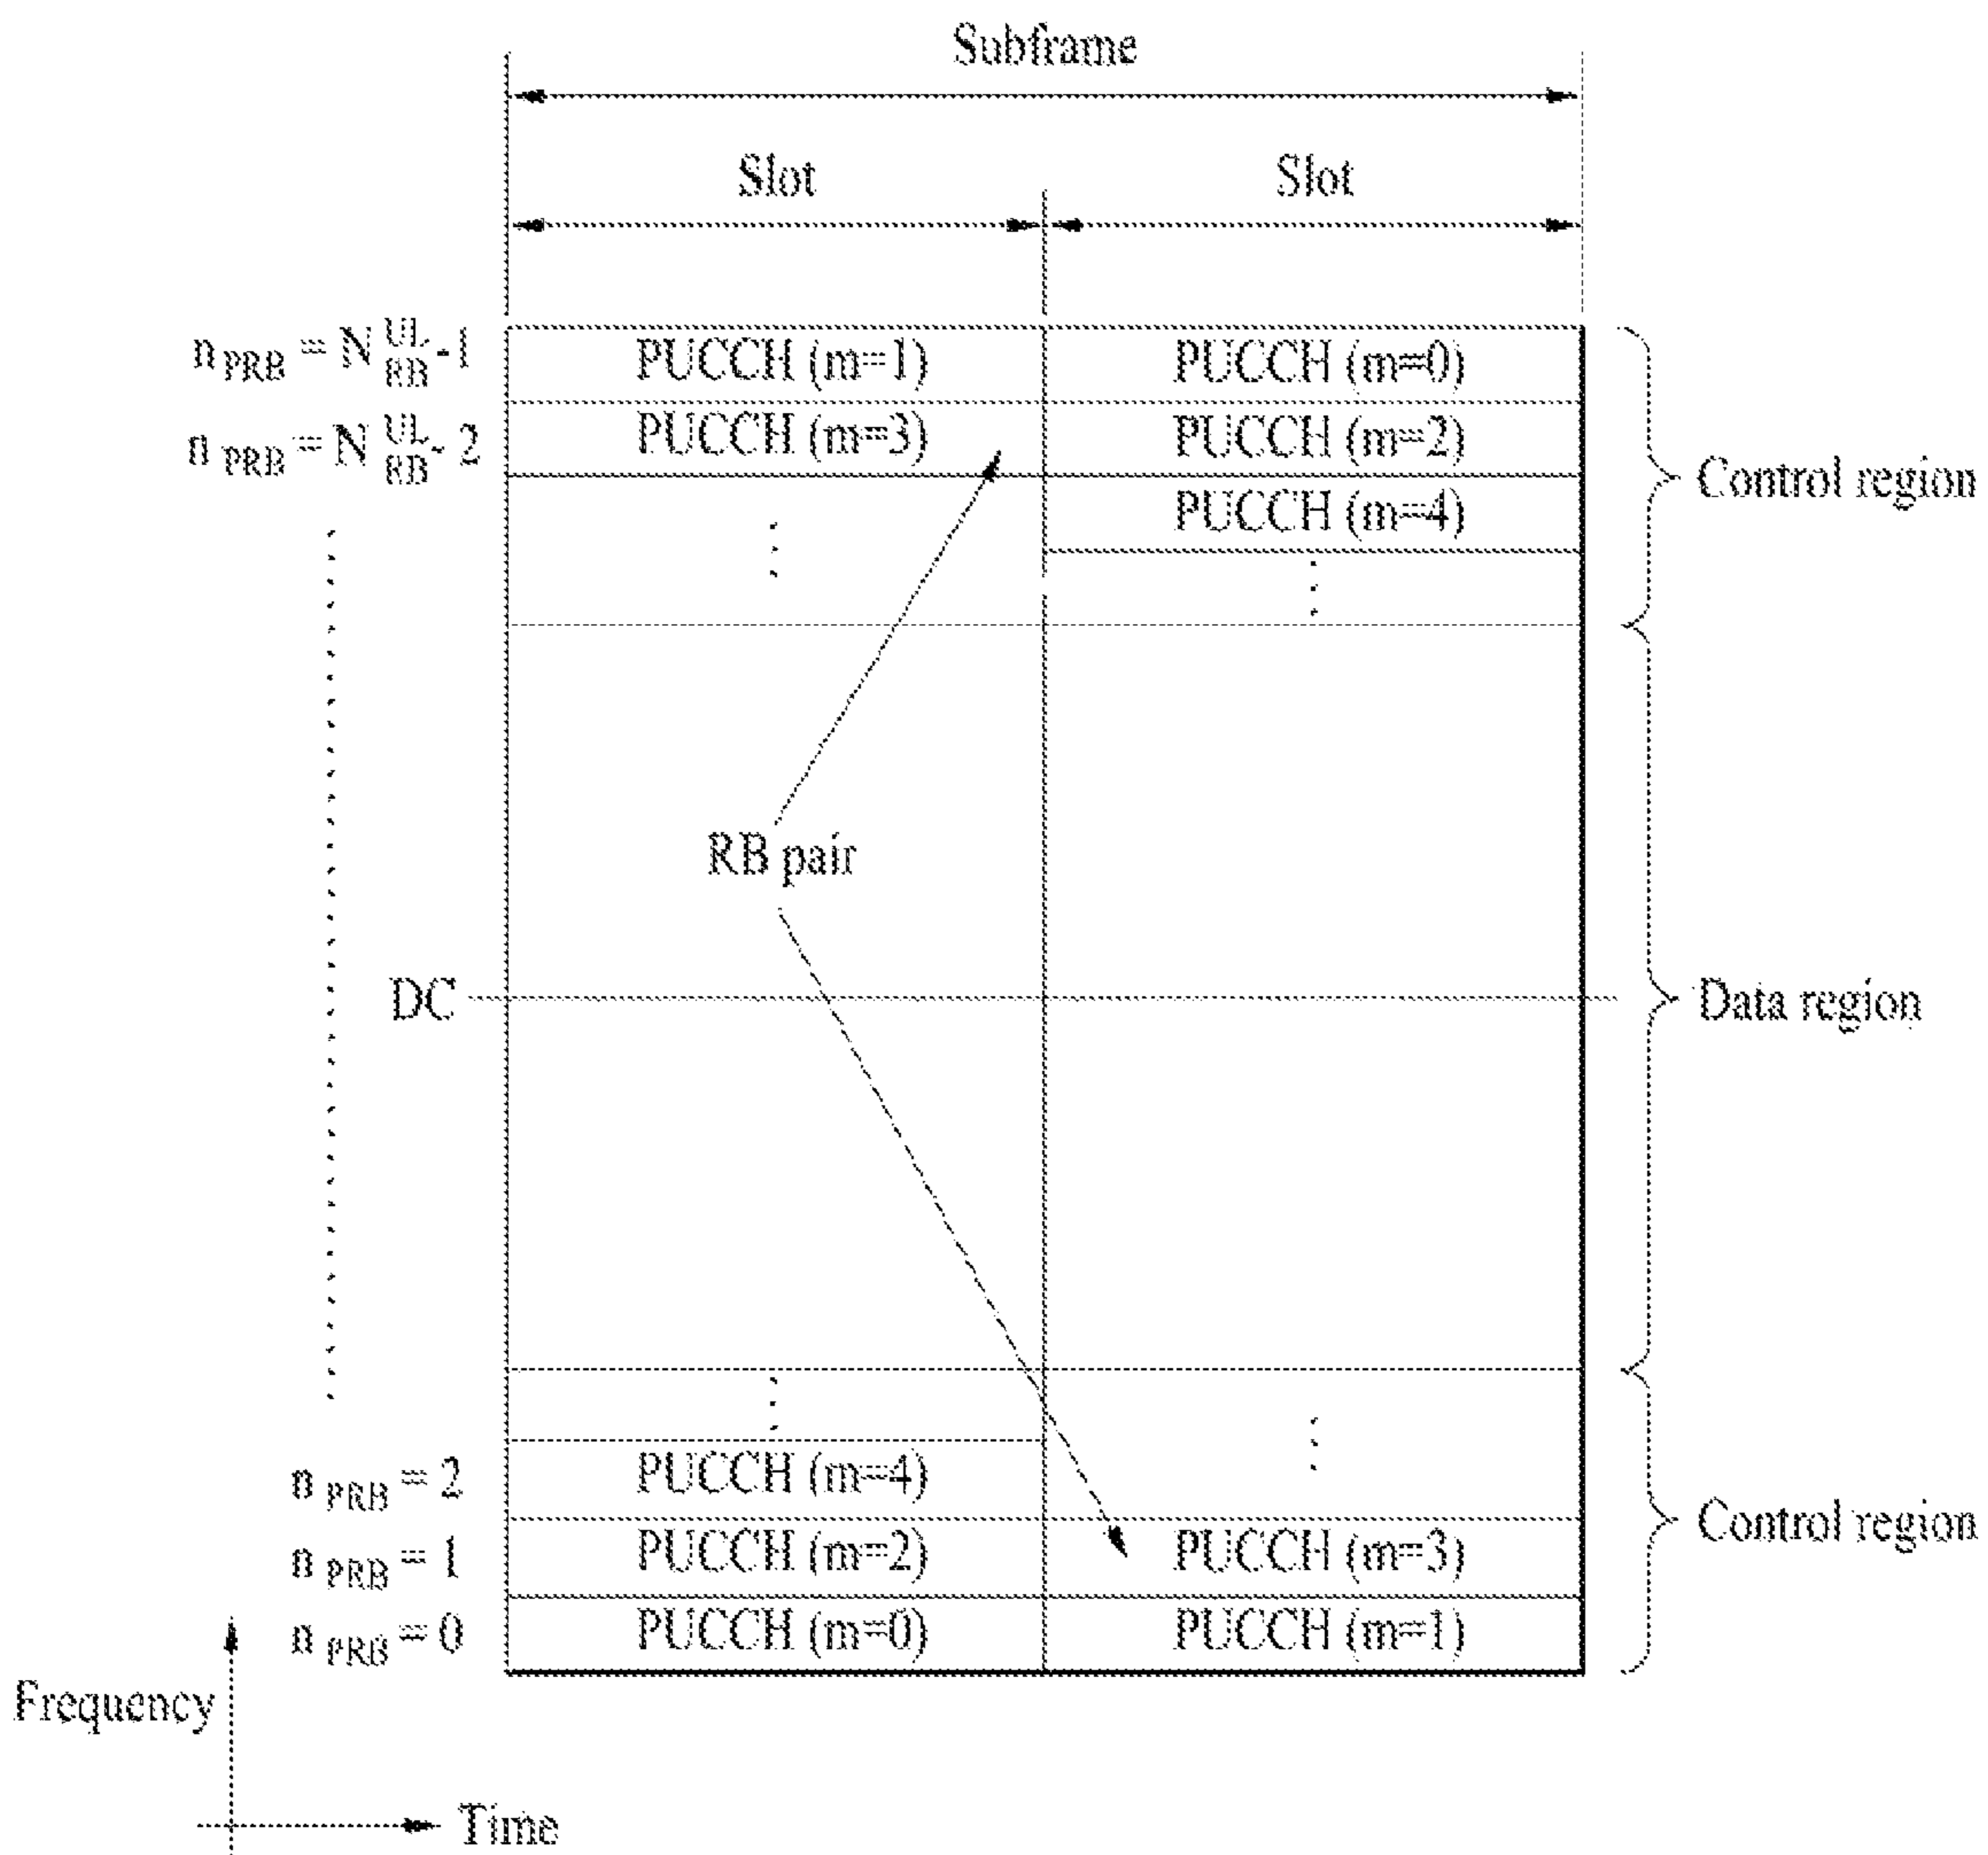 Subframe
Slot Slot
n PRB = N UL RB -1 PUCCH (m=1) PUCCH (m=0)
n PRB = N UL RB - 2 PUCCH (m=3) PUCCH (m=2)
Control region
PUCCH (m=4)
RB pair
DC
Data region
n PRB = 2 PUCCH (m=4)
Control region
n PRB = 1 PUCCH (m=2) PUCCH (m=3)
n PRB = 0 PUCCH (m=0) PUCCH (m=1)
Frequency
Time